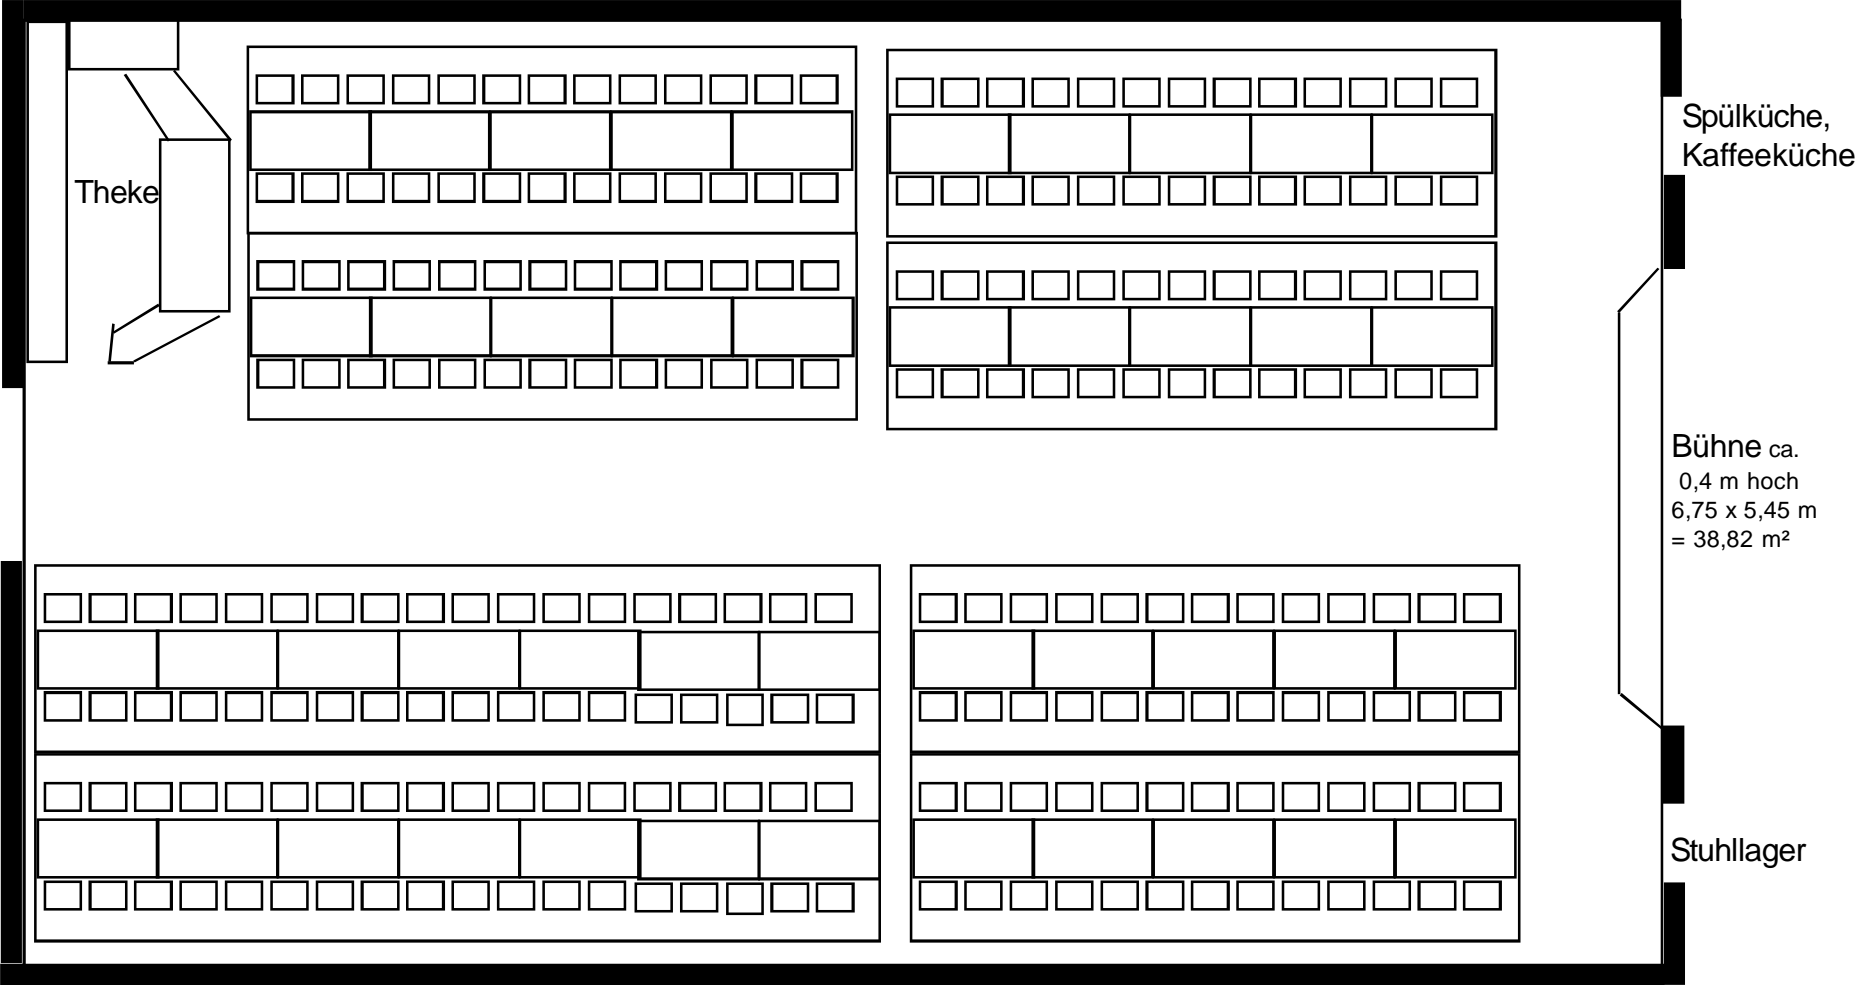 Theke
Spülküche,
Kaffeeküche
Bühne ca.
0,4 m hoch
6,75 x 5,45 m
= 38,82 m²
Stuhllager